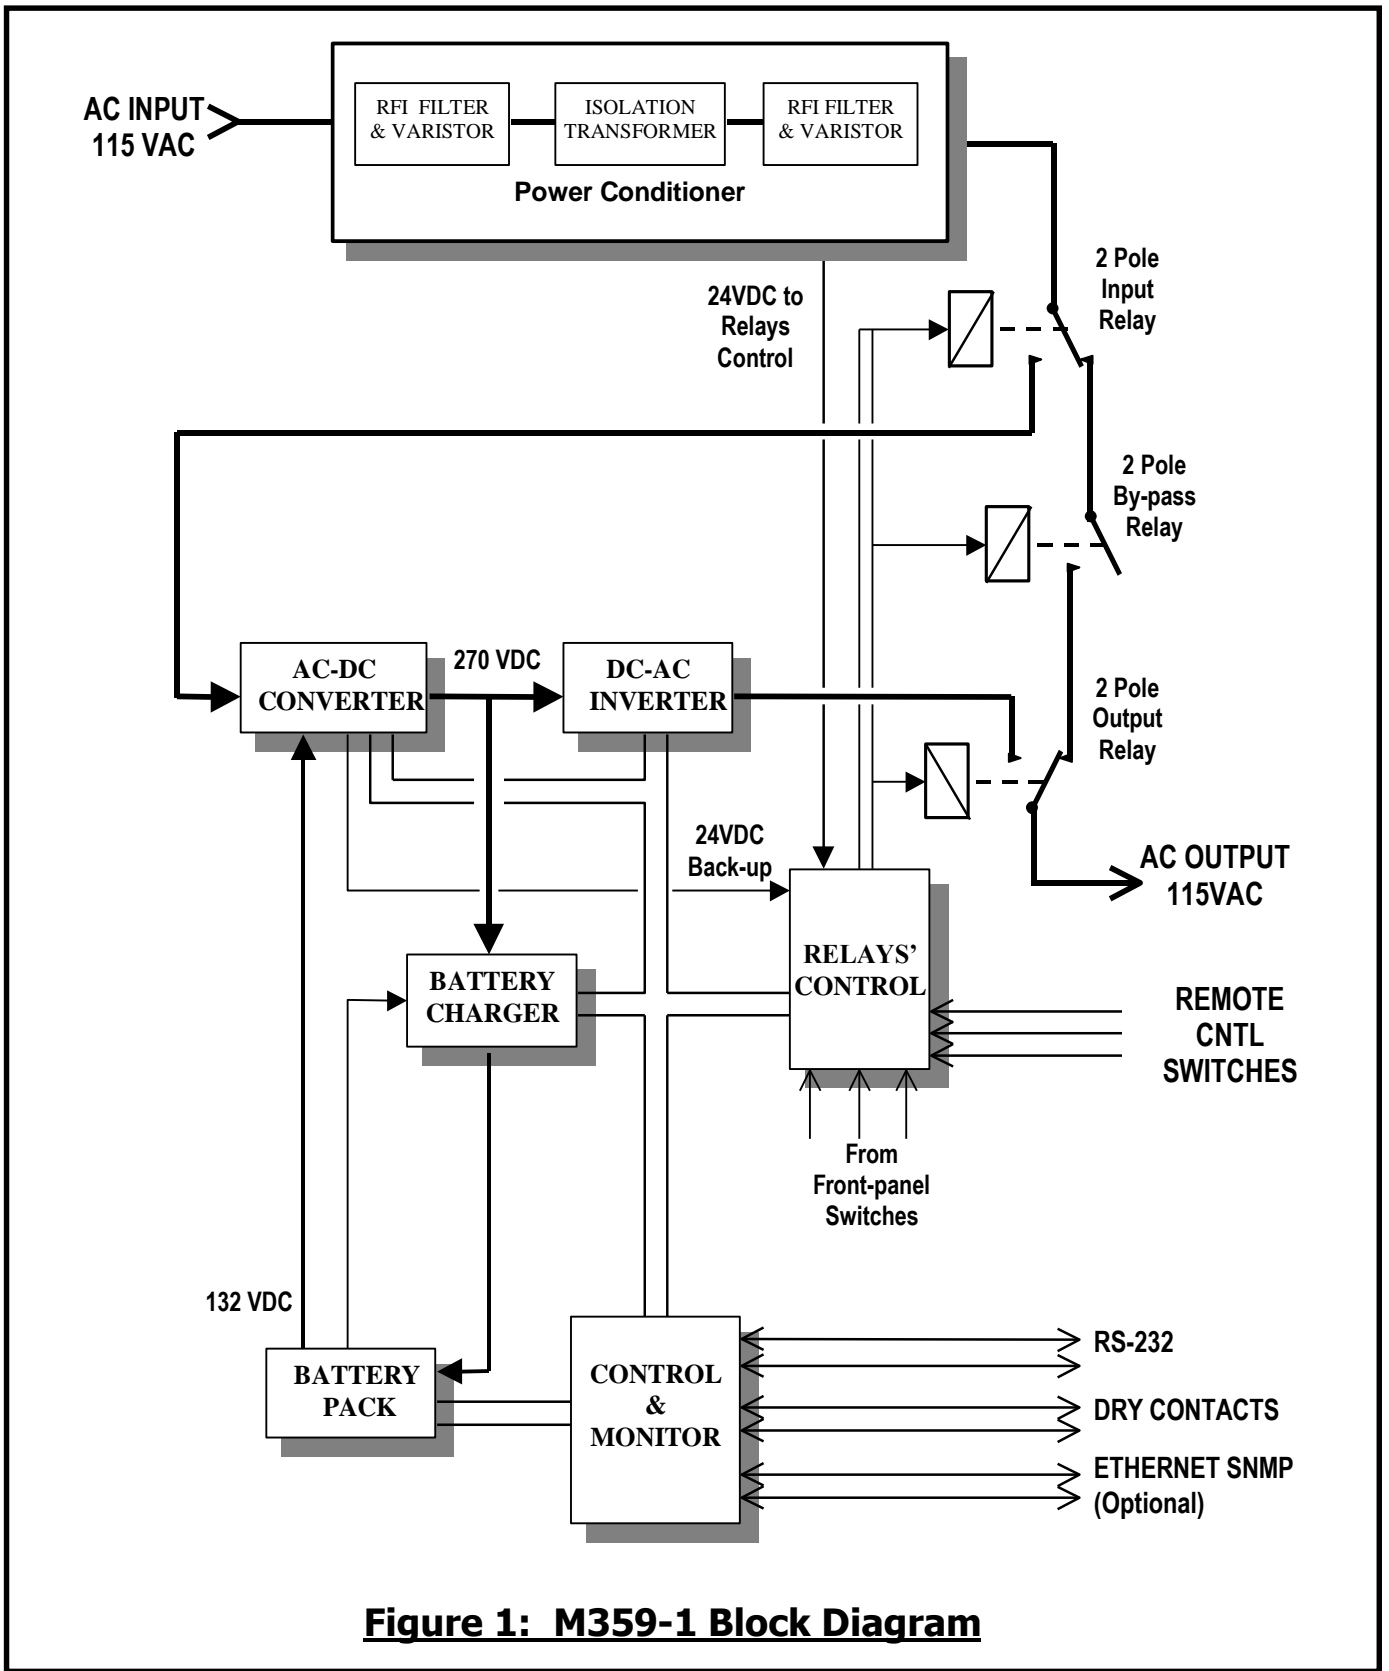 AC INPUT
115 VAC
RFI FILTER
& VARISTOR
ISOLATION
TRANSFORMER
RFI FILTER
& VARISTOR
Power Conditioner
24VDC to
Relays
Control
2 Pole
Input
Relay
2 Pole
By-pass
Relay
AC-DC
CONVERTER
270 VDC
DC-AC
INVERTER
2 Pole
Output
Relay
24VDC
Back-up
AC OUTPUT
115VAC
BATTERY
CHARGER
RELAYS’
CONTROL
REMOTE
CNTL
SWITCHES
From
Front-panel
Switches
132 VDC
BATTERY
PACK
CONTROL
&
MONITOR
RS-232
DRY CONTACTS
ETHERNET SNMP
(Optional)
Figure 1: M359-1 Block Diagram